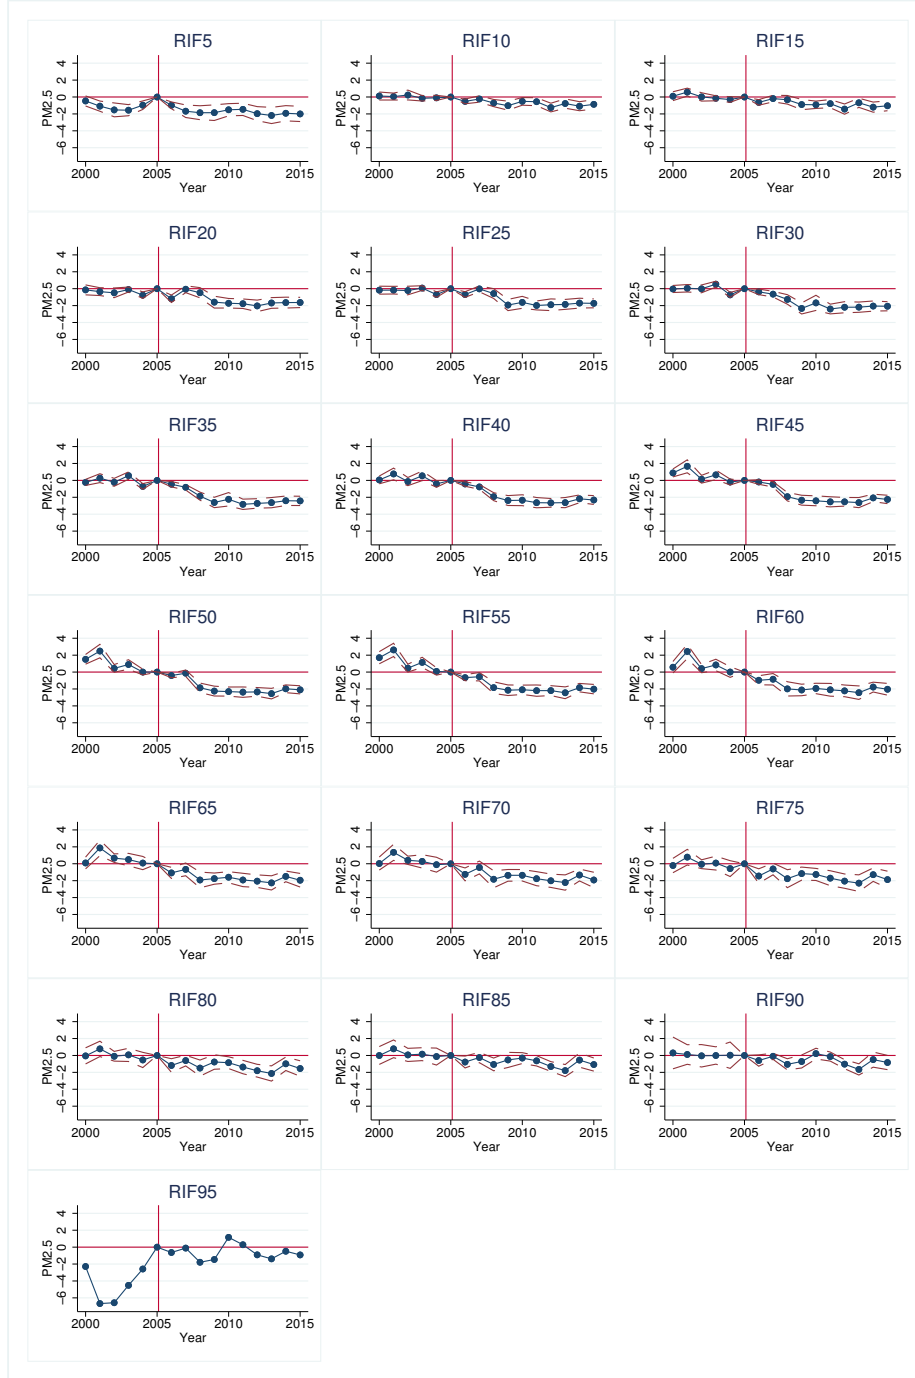 RIF5 RIF10 RIF15
PM2.5 PM2.5 PM2.5
4 4 4
2 2 2
0 0 0
−2 −2 −2
−4 −4 −4
−6 −6 −6
2000 2005 2010 2015 2000 2005 2010 2015 2000 2005 2010 2015
Year Year Year
RIF20 RIF25 RIF30
PM2.5 PM2.5 PM2.5
4 4 4
2 2 2
0 0 0
−2 −2 −2
−4 −4 −4
−6 −6 −6
2000 2005 2010 2015 2000 2005 2010 2015 2000 2005 2010 2015
Year Year Year
RIF35 RIF40 RIF45
PM2.5 PM2.5 PM2.5
4 4 4
2 2 2
0 0 0
−2 −2 −2
−4 −4 −4
−6 −6 −6
2000 2005 2010 2015 2000 2005 2010 2015 2000 2005 2010 2015
Year Year Year
RIF50 RIF55 RIF60
PM2.5 PM2.5 PM2.5
4 4 4
2 2 2
0 0 0
−2 −2 −2
−4 −4 −4
−6 −6 −6
2000 2005 2010 2015 2000 2005 2010 2015 2000 2005 2010 2015
Year Year Year
RIF65 RIF70 RIF75
PM2.5 PM2.5 PM2.5
4 4 4
2 2 2
0 0 0
−2 −2 −2
−4 −4 −4
−6 −6 −6
2000 2005 2010 2015 2000 2005 2010 2015 2000 2005 2010 2015
Year Year Year
RIF80 RIF85 RIF90
PM2.5 PM2.5 PM2.5
4 4 4
2 2 2
0 0 0
−2 −2 −2
−4 −4 −4
−6 −6 −6
2000 2005 2010 2015 2000 2005 2010 2015 2000 2005 2010 2015
Year Year Year
RIF95
PM2.5
4
2
0
−2
−4
−6
2000 2005 2010 2015
Year